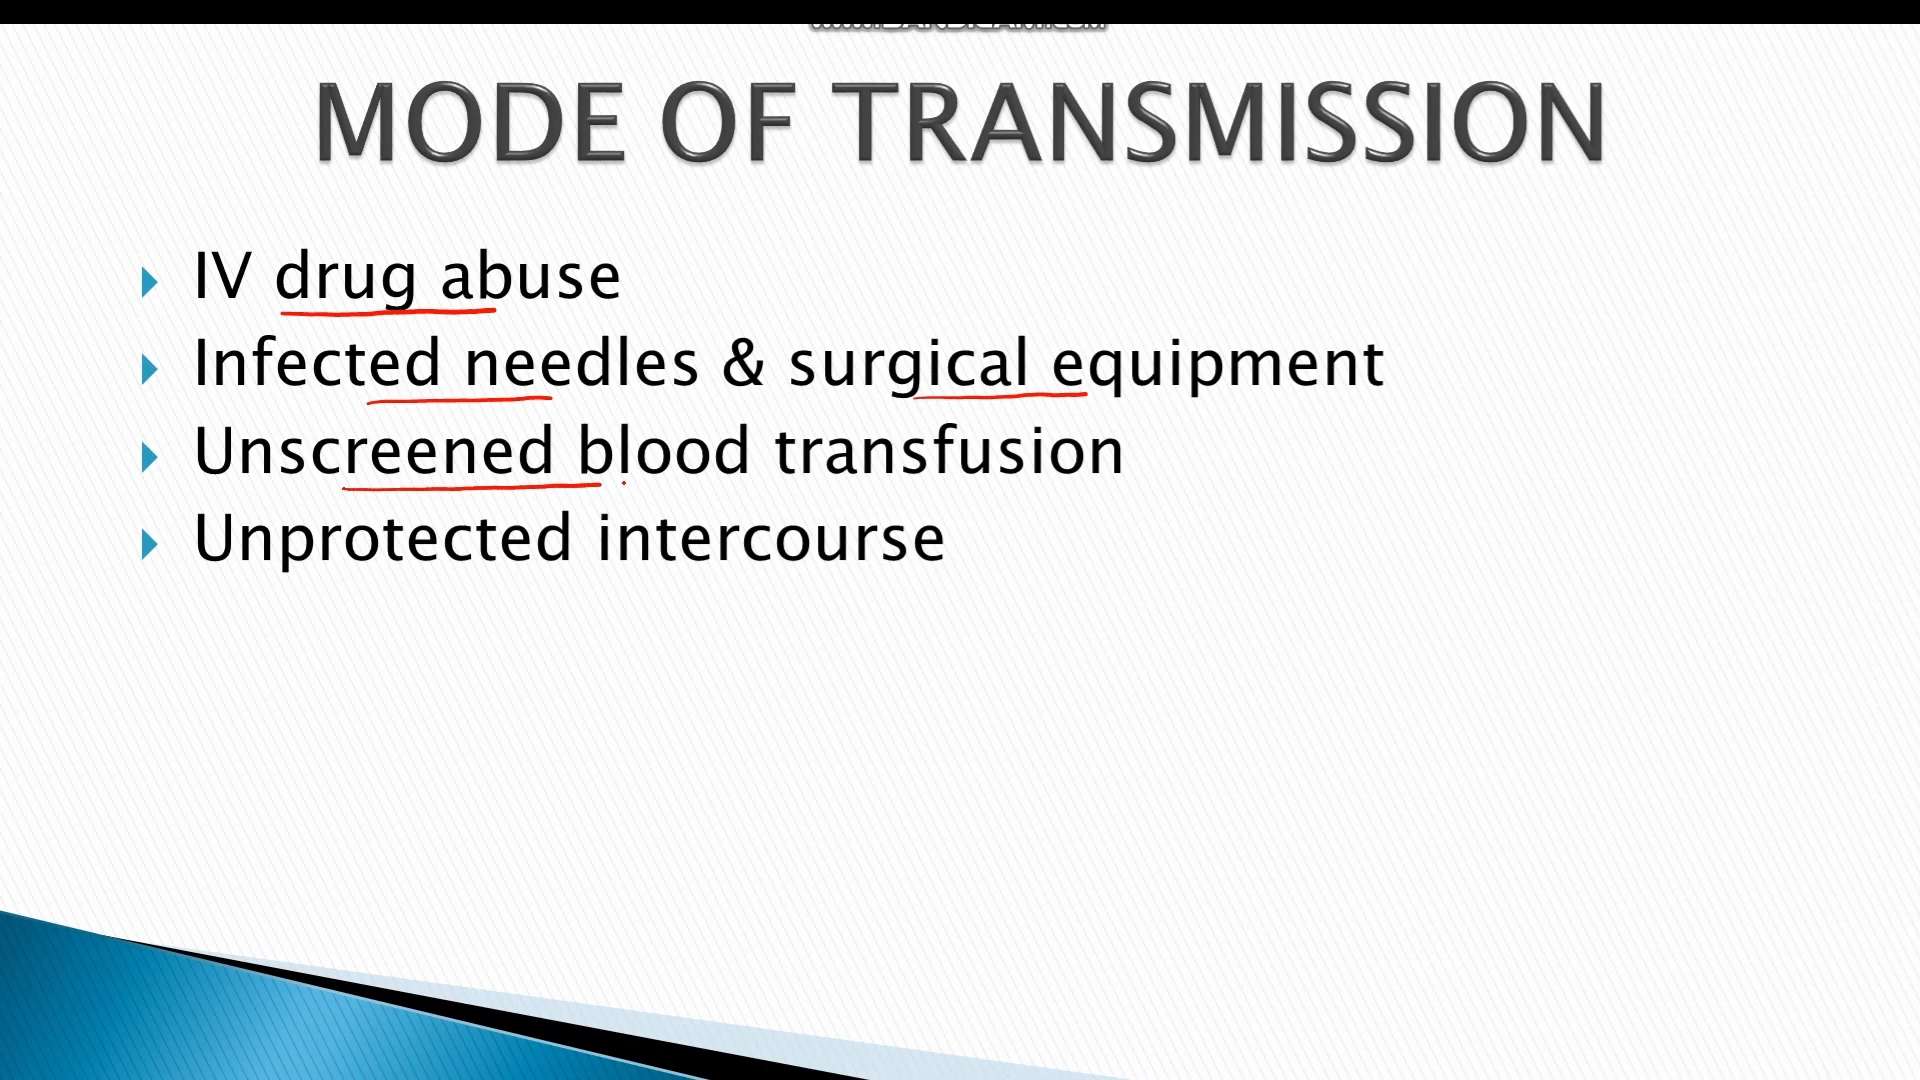 MODE OF TRANSMISSION
IV drug abuse
Infected needles & surgical equipment
Unscreened blood transfusion
Unprotected intercourse